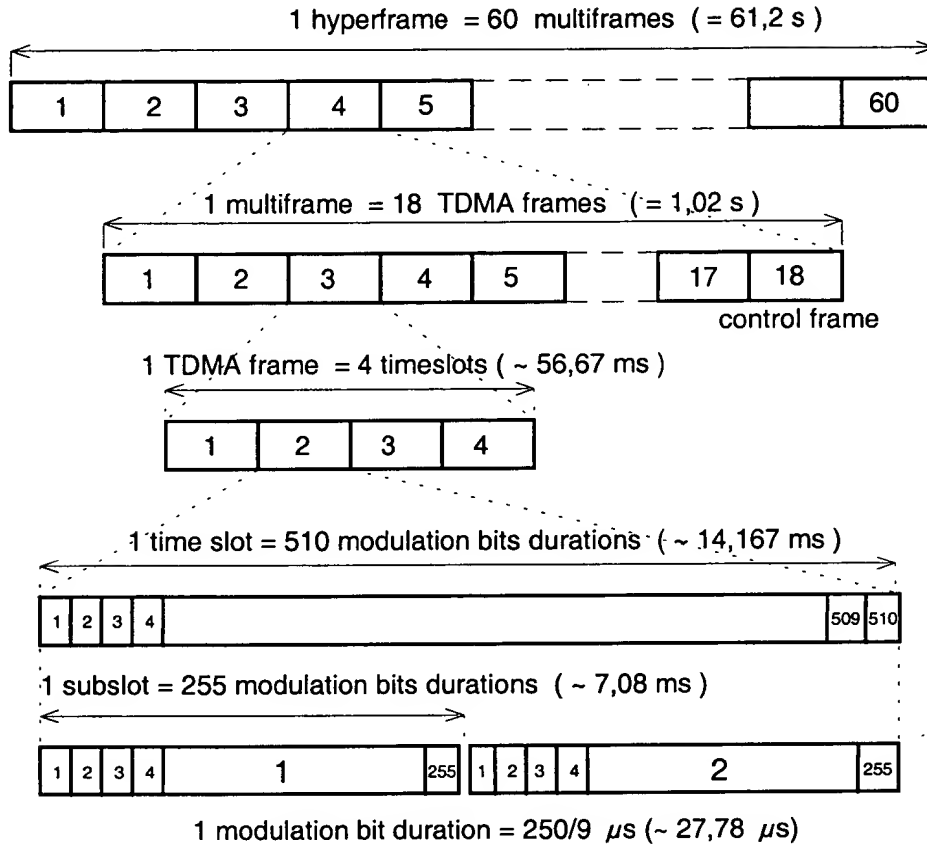 1 hyperframe = 60 multiframes ( = 61,2 s )
1 2 3 4 5 60
1 multiframe = 18 TDMA frames ( = 1,02 s )
1 2 3 4 5 17 18
control frame
1 TDMA frame = 4 timeslots ( ~ 56,67 ms )
1 2 3 4
1 time slot = 510 modulation bits durations ( ~ 14,167 ms )
1 2 3 4 509 510
1 subslot = 255 modulation bits durations ( ~ 7,08 ms )
1 2 3 4 1 255 1 2 3 4 2 255
1 modulation bit duration = 250/9 µs (~ 27,78 µs)